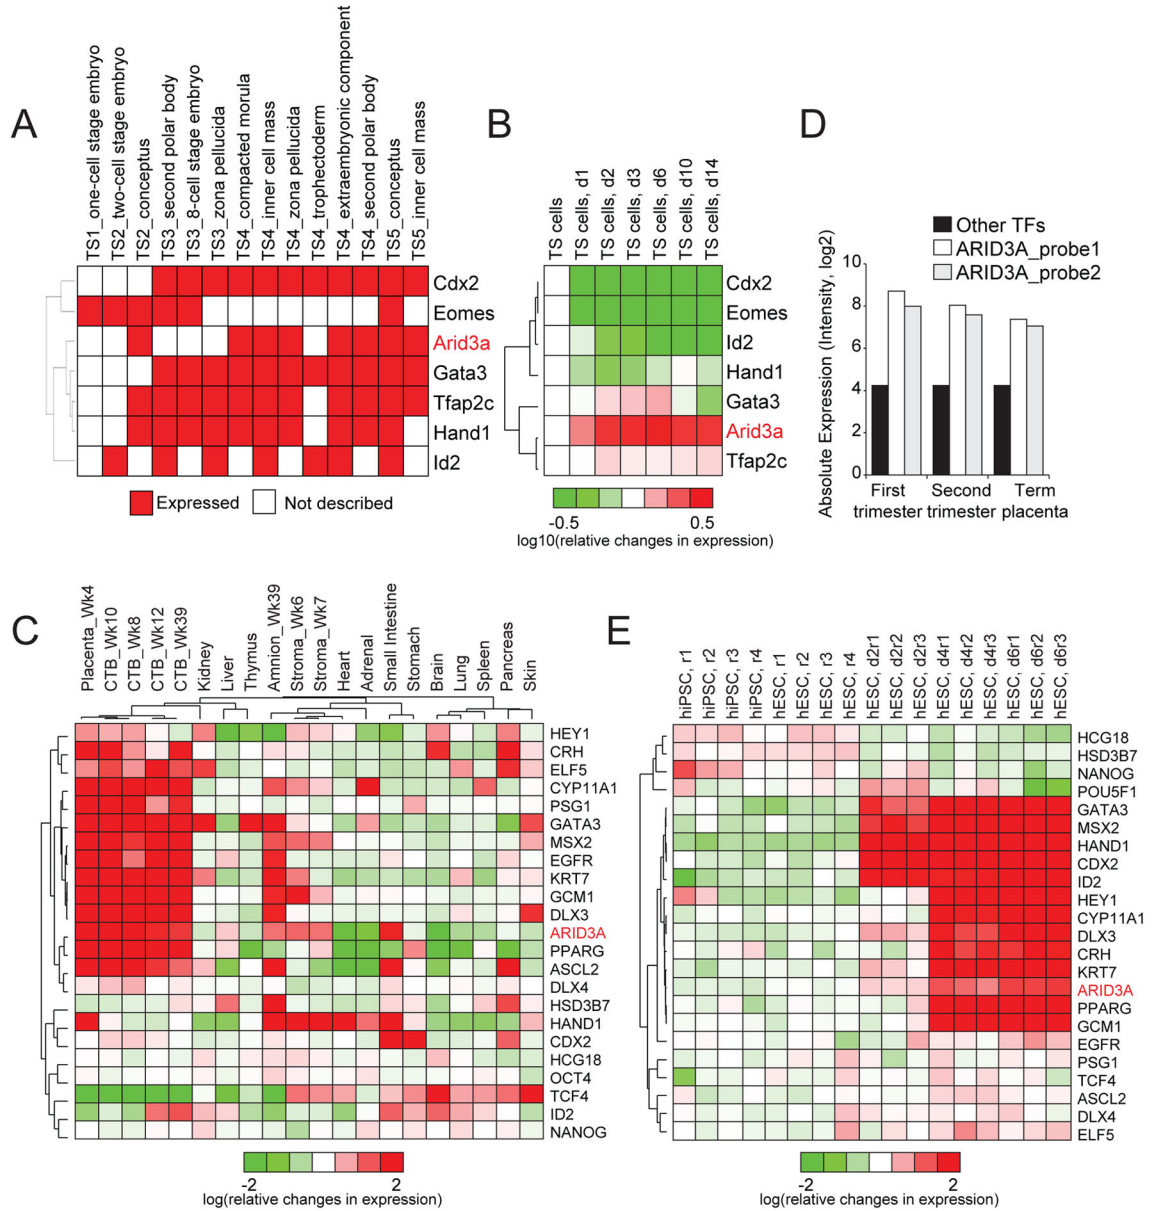 A
TS1_one-cell stage embryo
TS2_two-cell stage embryo
TS2_conceptus
TS3_second polar body
TS3_8-cell stage embryo
TS3_zona pellucida
TS4_compacted morula
TS4_inner cell mass
TS4_zona pellucida
TS4_trophectoderm
TS4_extraembryonic component
TS4_second polar body
TS5_conceptus
TS5_inner cell mass
Cdx2
Eomes
Arid3a
Gata3
Tfap2c
Hand1
Id2
Expressed
Not described
B
TS cells
TS cells, d1
TS cells, d2
TS cells, d3
TS cells, d6
TS cells, d10
TS cells, d14
Cdx2
Eomes
Id2
Hand1
Gata3
Arid3a
Tfap2c
-0.5 0.5
log10(relative changes in expression)
D
Other TFs
ARID3A_probe1
ARID3A_probe2
Absolute Expression (Intensity, log2)
10
8
6
4
2
0
First Second Term
trimester trimester placenta
C
Placenta_Wk4
CTB_Wk10
CTB_Wk8
CTB_Wk12
CTB_Wk39
Kidney
Liver
Thymus
Amnion_Wk39
Stroma_Wk6
Stroma_Wk7
Heart
Adrenal
Small Intestine
Stomach
Brain
Lung
Spleen
Pancreas
Skin
HEY1
CRH
ELF5
CYP11A1
PSG1
GATA3
MSX2
EGFR
KRT7
GCM1
DLX3
ARID3A
PPARG
ASCL2
DLX4
HSD3B7
HAND1
CDX2
HCG18
OCT4
TCF4
ID2
NANOG
-2 2
log(relative changes in expression)
E
hiPSC, r1
hiPSC, r2
hiPSC, r3
hiPSC, r4
hESC, r1
hESC, r2
hESC, r3
hESC, r4
hESC, d2r1
hESC, d2r2
hESC, d2r3
hESC, d4r1
hESC, d4r2
hESC, d4r3
hESC, d6r1
hESC, d6r2
hESC, d6r3
HCG18
HSD3B7
NANOG
POU5F1
GATA3
MSX2
HAND1
CDX2
ID2
HEY1
CYP11A1
DLX3
CRH
KRT7
ARID3A
PPARG
GCM1
EGFR
PSG1
TCF4
ASCL2
DLX4
ELF5
-2 2
log(relative changes in expression)